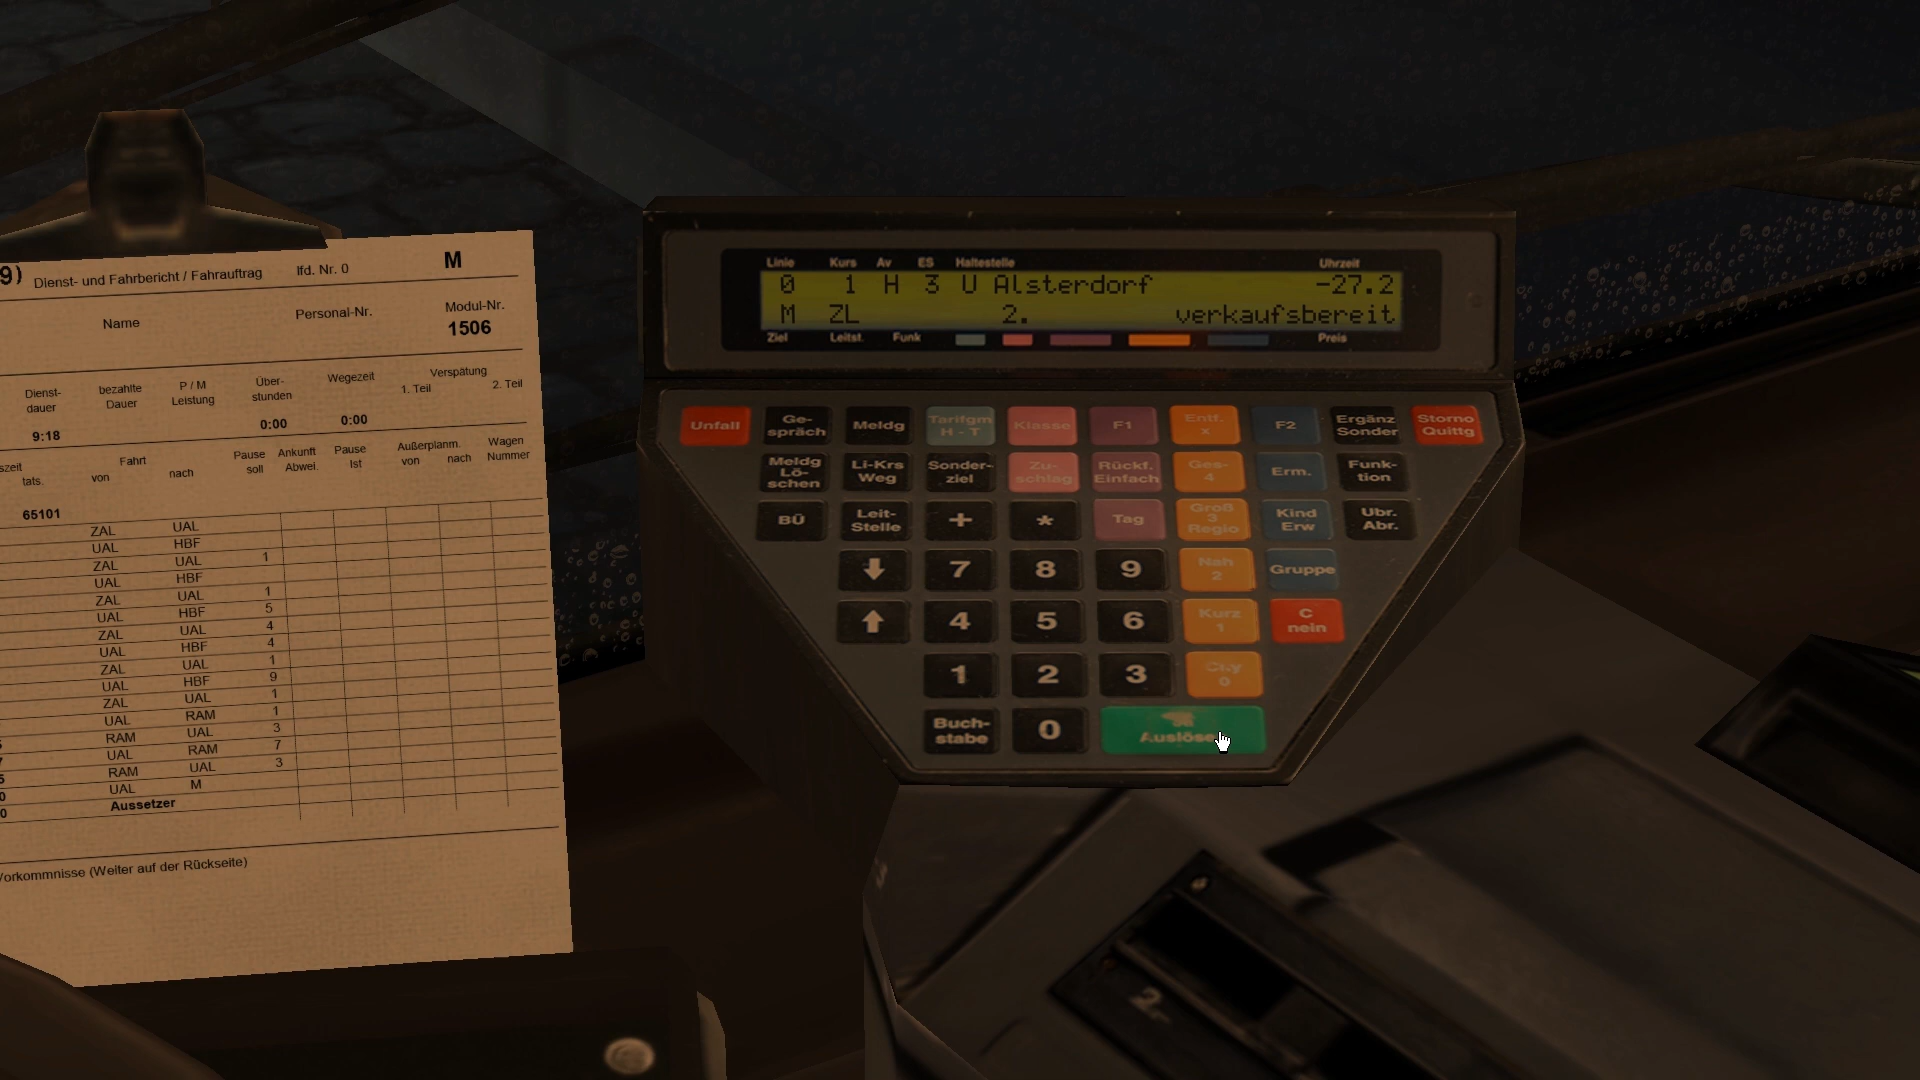 9) Dienst- und Fahrbericht / Fahrauftrag lfd. Nr. 0 M
Name Personal-Nr. Modul-Nr.
1506
Dienst-
dauer
bezahlte
Dauer
P / M
Leistung
Über-
stunden
Wegezeit
Verspätung
1. Teil 2. Teil
9:18 0:00 0:00
szeit
tats.
Fahrt
von nach
Pause
soll
Ankunft
Abwei.
Pause
Ist
Außerplanm.
von nach
Wagen
Nummer
65101
ZAL UAL
UAL HBF
ZAL UAL 1
UAL HBF
ZAL UAL 1
UAL HBF 5
ZAL UAL 4
UAL HBF 4
ZAL UAL 1
UAL HBF 9
ZAL UAL 1
UAL RAM 1
RAM UAL 3
UAL RAM 7
RAM UAL 3
UAL M
0 Aussetzer
Vorkommnisse (Weiter auf der Rückseite)
Linie Kurs Av ES Haltestelle Uhrzeit
0 1 H 3 U Alsterdorf -27.2
M ZL 2. verkaufsbereit
Ziel Leitst. Funk Preis
Unfall
Ge-
spräch
Meldg
Tarifgm
H - T
Klasse
F1
Entf.
x
F2
Ergänz
Sonder
Storno
Quittg
Meldg
Lö-
schen
Li-Krs
Weg
Sonder-
ziel
Zu-
schlag
Rückf.
Einfach
Ges-
4
Erm.
Funk-
tion
BÜ
Leit-
Stelle
+
*
Tag
Groß
3
Regio
Kind
Erw
Ubr.
Abr.
7 8 9
Nah
2
Gruppe
4 5 6
Kurz
1
C
nein
1 2 3
City
0
Buch-
stabe
0
Auslöse
2.